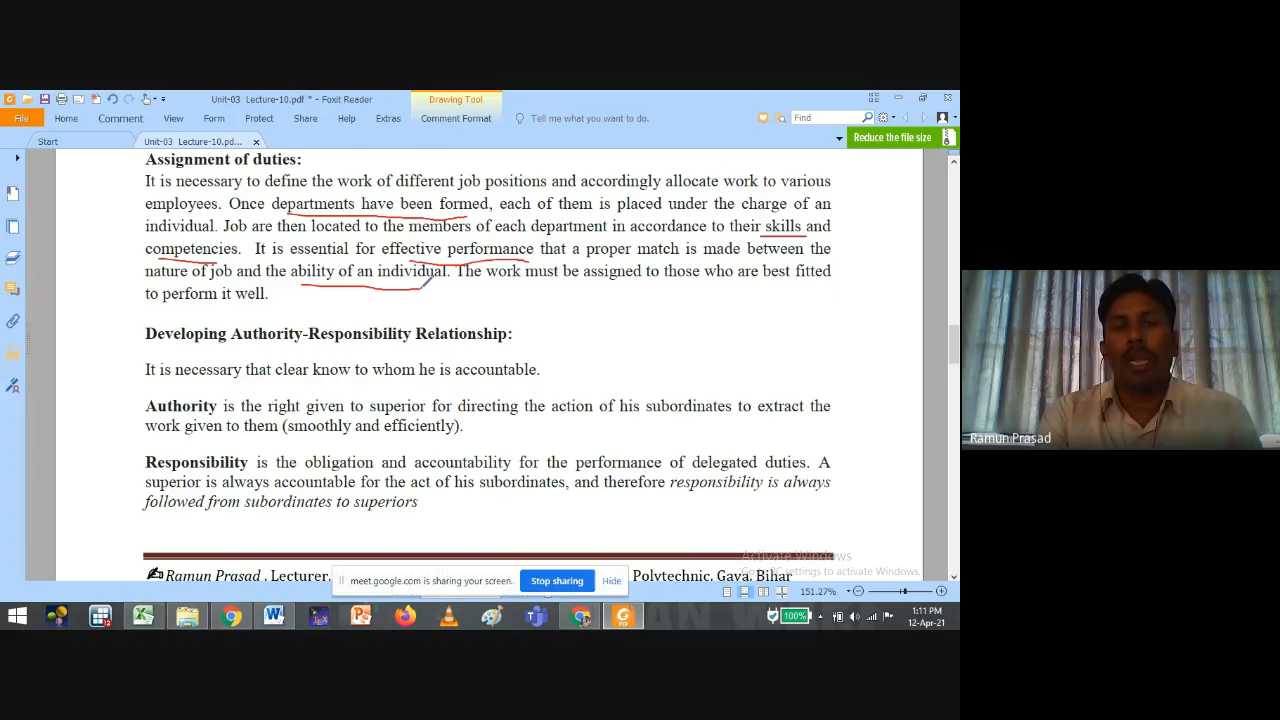 Unit-03 Lecture-10.pdf * - Foxit Reader
Drawing Tool
File Home Comment View Form Protect Share Help Extras Comment Format Tell me what you want to do. Find
Start Unit-03 Lecture-10.pd... Reduce the file size
Assignment of duties:
It is necessary to define the work of different job positions and accordingly allocate work to various
employees. Once departments have been formed, each of them is placed under the charge of an
individual. Job are then located to the members of each department in accordance to their skills and
competencies. It is essential for effective performance that a proper match is made between the
nature of job and the ability of an individual. The work must be assigned to those who are best fitted
to perform it well.
Developing Authority-Responsibility Relationship:
It is necessary that clear know to whom he is accountable.
Authority is the right given to superior for directing the action of his subordinates to extract the
work given to them (smoothly and efficiently).
Responsibility is the obligation and accountability for the performance of delegated duties. A
superior is always accountable for the act of his subordinates, and therefore responsibility is always
followed from subordinates to superiors
Ramun Prasad
Activate Windows
Go to PC settings to activate Windows.
Ramun Prasad , Lecturer, Polytechnic, Gaya, Bihar
meet.google.com is sharing your screen. Stop sharing Hide
151.27%
100% 1:11 PM
12-Apr-21